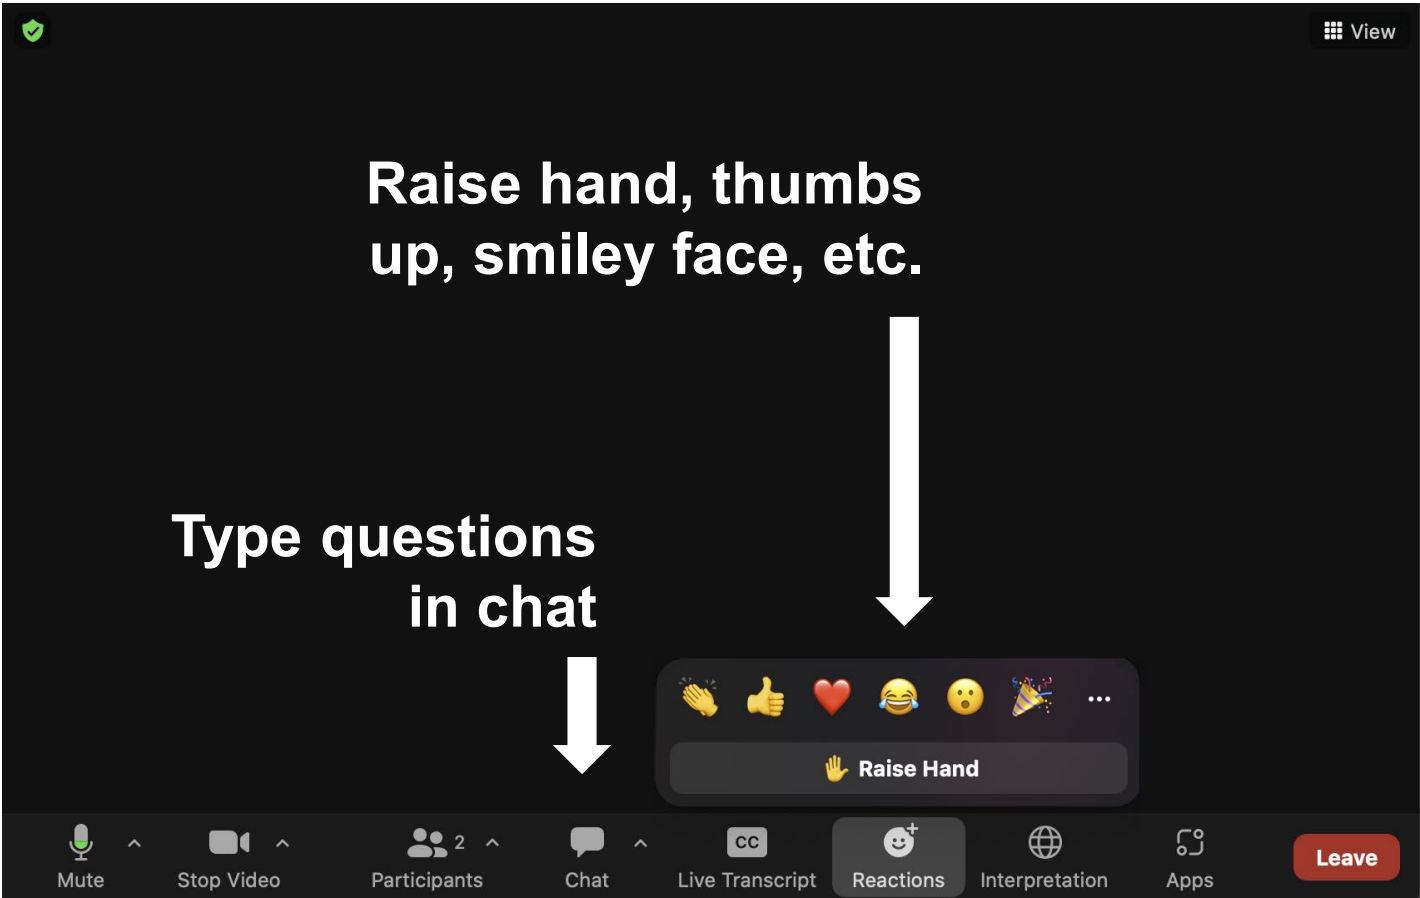 View
Raise hand, thumbs
up, smiley face, etc.
Type questions
in chat
Raise Hand
2
CC
Mute
Stop Video
Participants
Chat
Live Transcript
Reactions
Interpretation
Apps
Leave